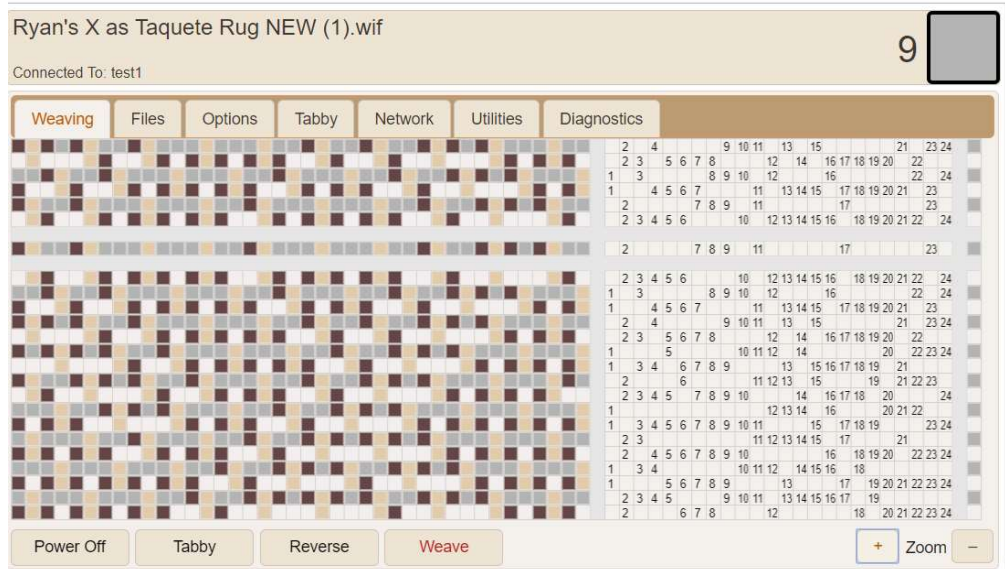 Ryan's X as Taquete Rug NEW (1).wif
9
Connected To: test1
Weaving Files Options Tabby Network Utilities Diagnostics
2 4 9 10 11 13 15 21 23 24
2 3 5 6 7 8 12 14 16 17 18 19 20 22
1 3 8 9 10 12 16 22 24
1 4 5 6 7 11 13 14 15 17 18 19 20 21 23
2 7 8 9 11 17 23
2 3 4 5 6 10 12 13 14 15 16 18 19 20 21 22 24
2 7 8 9 11 17 23
2 3 4 5 6 10 12 13 14 15 16 18 19 20 21 22 24
1 3 8 9 10 12 16 22 24
1 4 5 6 7 11 13 14 15 17 18 19 20 21 23
2 4 9 10 11 13 15 21 23 24
2 3 5 6 7 8 12 14 16 17 18 19 20 22
1 5 10 11 12 14 20 22 23 24
1 3 4 6 7 8 9 13 15 16 17 18 19 21
2 6 11 12 13 15 19 21 22 23
2 3 4 5 7 8 9 10 14 16 17 18 20 24
1 12 13 14 16 20 21 22
1 3 4 5 6 7 8 9 10 11 15 17 18 19 23 24
2 3 11 12 13 14 15 17 21
2 4 5 6 7 8 9 10 16 18 19 20 22 23 24
1 3 4 10 11 12 14 15 16 18
1 5 6 7 8 9 13 17 19 20 21 22 23 24
2 3 4 5 9 10 11 13 14 15 16 17 19
2 6 7 8 12 18 20 21 22 23 24
Power Off Tabby Reverse Weave + Zoom −